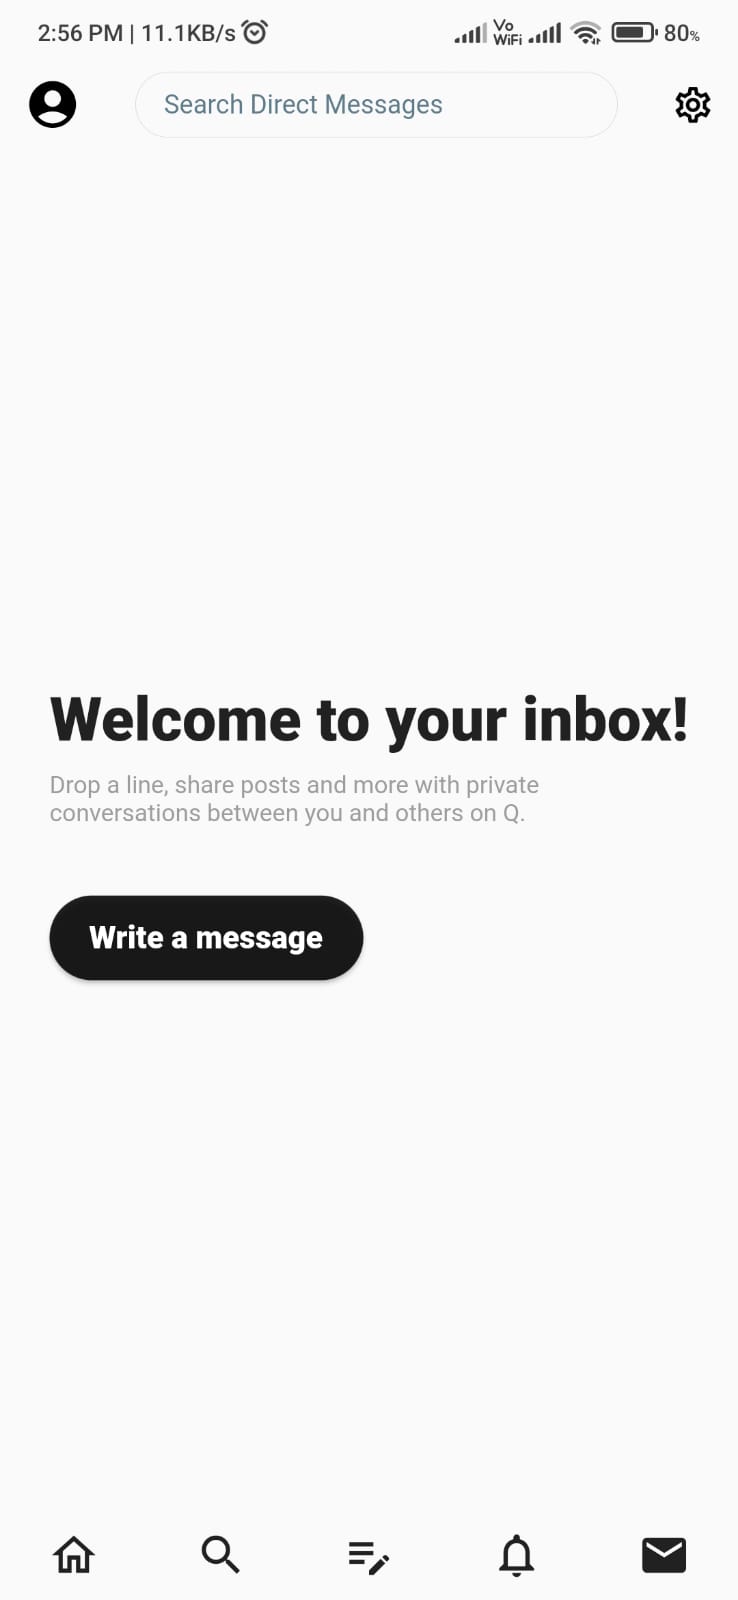 2:56 PM | 11.1KB/s
Vo
WiFi
80%
Search Direct Messages
Welcome to your inbox!
Drop a line, share posts and more with private
conversations between you and others on Q.
Write a message